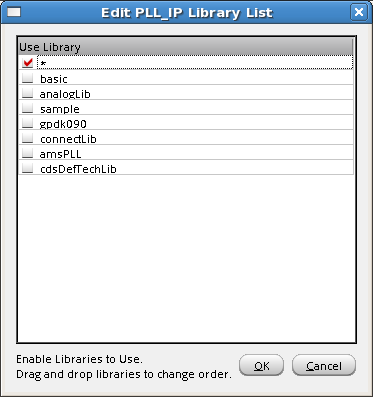 Edit PLL_IP Library List
Use Library
*
basic
analogLib
sample
gpdk090
connectLib
amsPLL
cdsDefTechLib
Enable Libraries to Use.
Drag and drop libraries to change order.
OK
Cancel